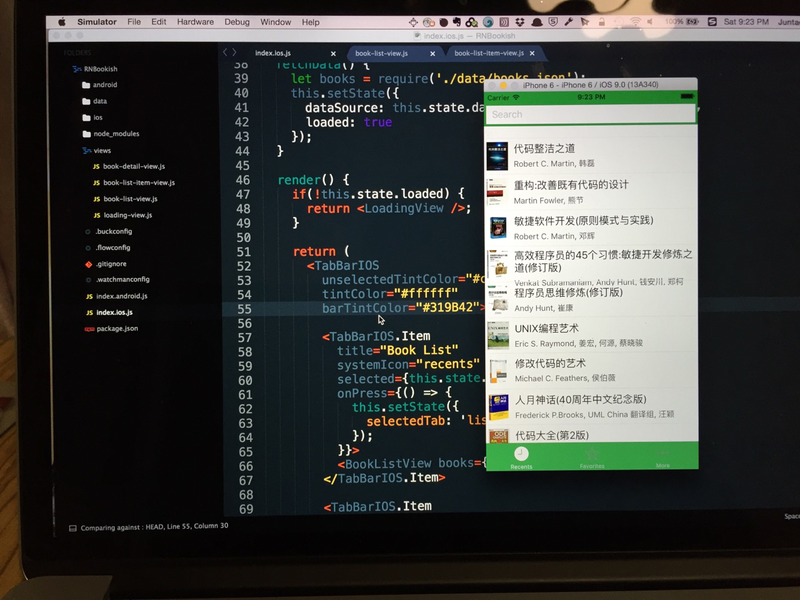 Simulator File Edit Hardware Debug Window Help
100% Sat 9:23 PM Junta
index.ios.js — RNBookish
FOLDERS
RNBookish
android
data
ios
node_modules
views
book-detail-view.js
book-list-item-view.js
book-list-view.js
loading-view.js
.buckconfig
.flowconfig
.gitignore
.watchmanconfig
index.android.js
index.ios.js
package.json
index.ios.js
book-list-view.js
book-list-item-view.js
38 fetchData() {
39 let books = require('./data/books.json');
40 this.setState({
41 dataSource: this.state.da
42 loaded: true
43 });
44 }
45
46 render() {
47 if(!this.state.loaded) {
48 return <LoadingView />;
49 }
50
51 return (
52 <TabBarIOS
53 unselectedTintColor="#c
54 tintColor="#ffffff"
55 barTintColor="#319B42">
56
57 <TabBarIOS.Item
58 title="Book List"
59 systemIcon="recents"
60 selected={this.state.
61 onPress={() => {
62 this.setState({
63 selectedTab: 'lis
64 });
65 }}>
66 <BookListView books={
67 </TabBarIOS.Item>
68
69 <TabBarIOS.Item
iPhone 6 - iPhone 6 / iOS 9.0 (13A340)
Carrier 9:23 PM
Search
代码整洁之道
Robert C. Martin, 韩磊
重构:改善既有代码的设计
Martin Fowler, 熊节
敏捷软件开发(原则模式与实践)
Robert C. Martin, 邓辉
高效程序员的45个习惯:敏捷开发修炼之
道(修订版)
Venkat Subramaniam, Andy Hunt, 钱安川, 郑柯
程序员思维修炼(修订版)
Andy Hunt, 崔康
UNIX编程艺术
Eric S. Raymond, 姜宏, 何源, 蔡晓骏
修改代码的艺术
Michael C. Feathers, 侯伯薇
人月神话(40周年中文纪念版)
Frederick P.Brooks, UML China 翻译组, 汪颖
代码大全(第2版)
Recents Favorites More
Comparing against : HEAD, Line 55, Column 30
Space